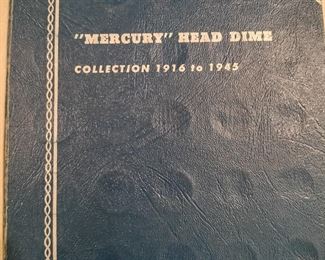 "MERCURY" HEAD DIME
COLLECTION 1916 to 1945